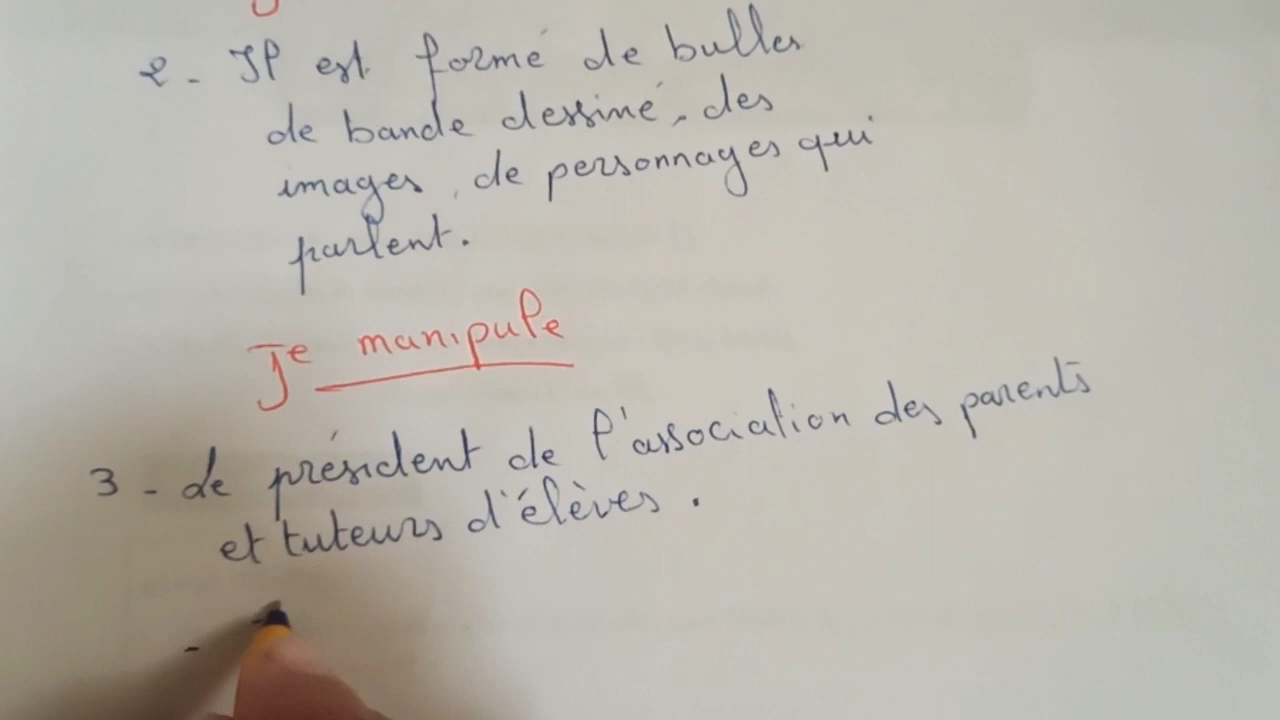 2 - Il est formé de bulles
de bande dessiné, des
images, de personnages qui
parlent.
Je manipule
3 - Le président de l'association des parents
et tuteurs d'élèves.
-